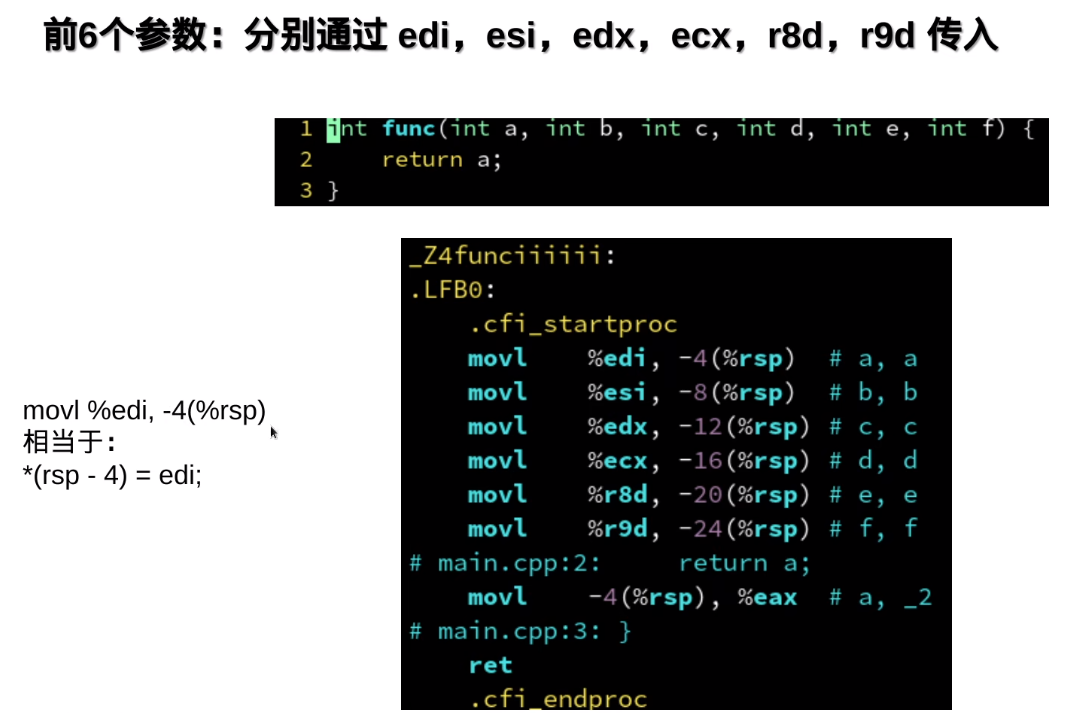 前6个参数：分别通过 edi，esi，edx，ecx，r8d，r9d 传入
1 int func(int a, int b, int c, int d, int e, int f) {
2     return a;
3 }
_Z4funciiiiii:
.LFB0:
    .cfi_startproc
    movl    %edi, -4(%rsp)  # a, a
    movl    %esi, -8(%rsp)  # b, b
    movl    %edx, -12(%rsp) # c, c
    movl    %ecx, -16(%rsp) # d, d
    movl    %r8d, -20(%rsp) # e, e
    movl    %r9d, -24(%rsp) # f, f
# main.cpp:2:     return a;
    movl    -4(%rsp), %eax  # a, _2
# main.cpp:3: }
    ret
    .cfi_endproc
movl %edi, -4(%rsp)
相当于：
*(rsp - 4) = edi;